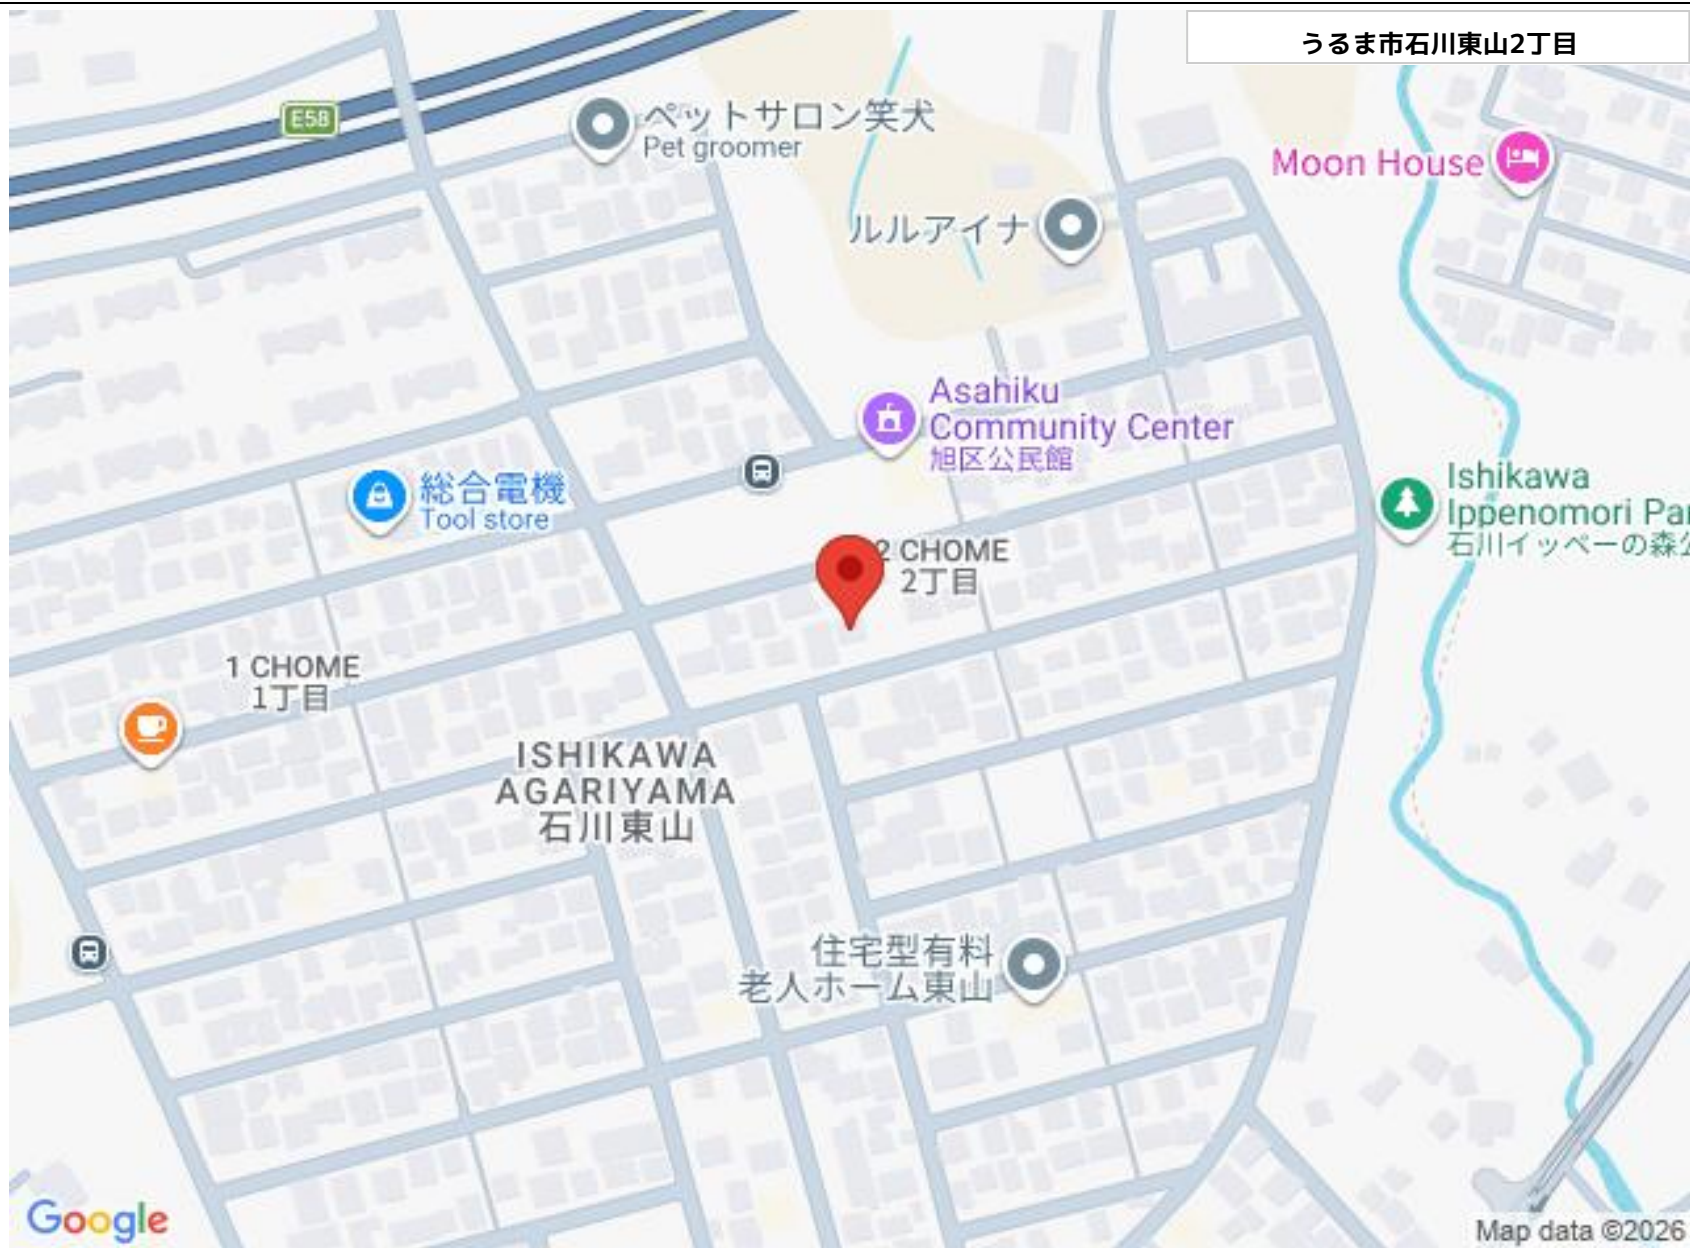 うるま市石川東山2丁目
E58
ペットサロン笑犬
Pet groomer
Moon House
ルルアイナ
Asahiku
Community Center
旭区公民館
総合電機
Tool store
Ishikawa
Ippenomori Par
石川イッペーの森公
2 CHOME
2丁目
1 CHOME
1丁目
ISHIKAWA
AGARIYAMA
石川東山
住宅型有料
老人ホーム東山
Google
Map data ©2026